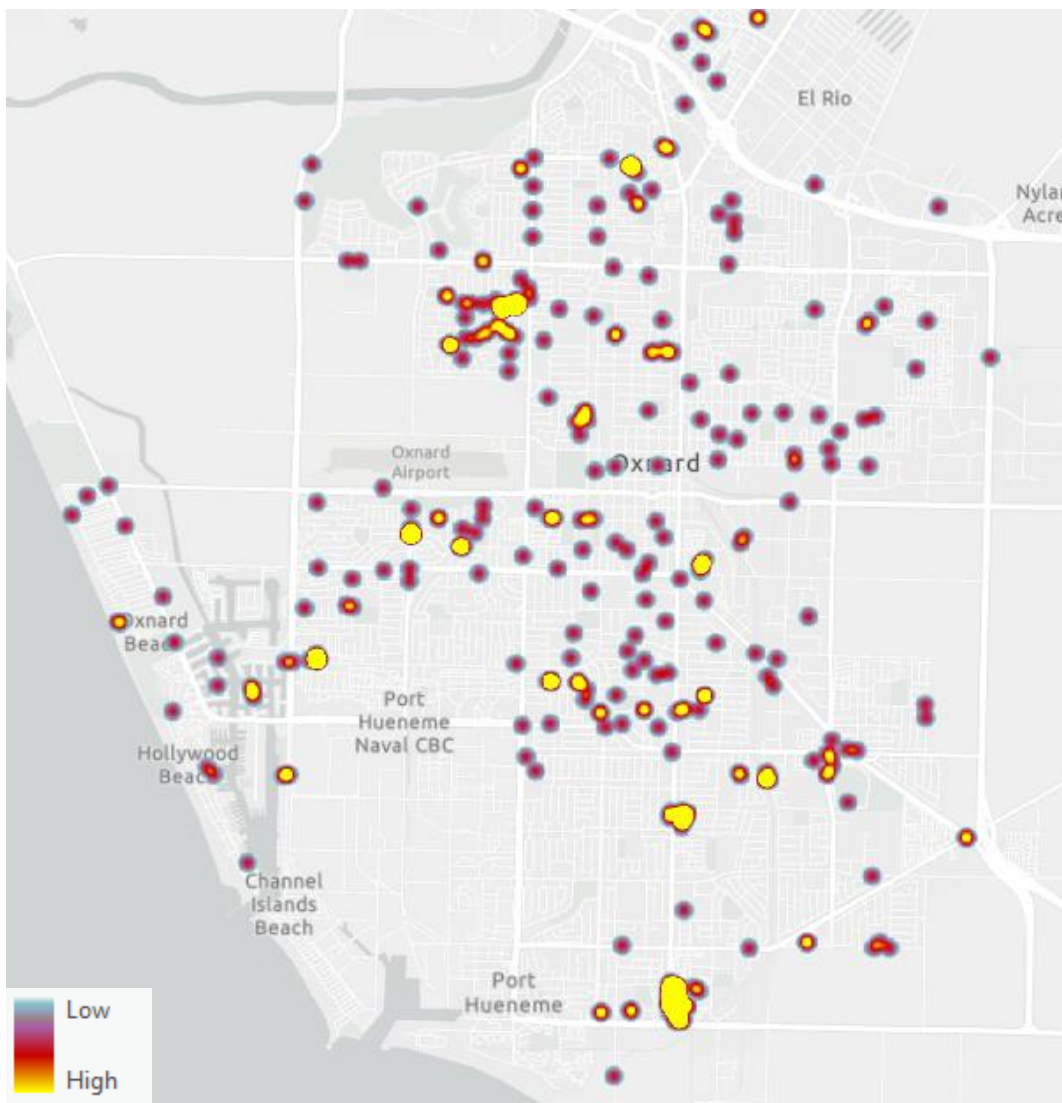 El Rio
Nylan
Acre
Oxnard
Airport
Oxnard
Oxnard
Beach
Port
Hueneme
Naval CBC
Hollywood
Beach
Channel
Islands
Beach
Port
Hueneme
Low
High